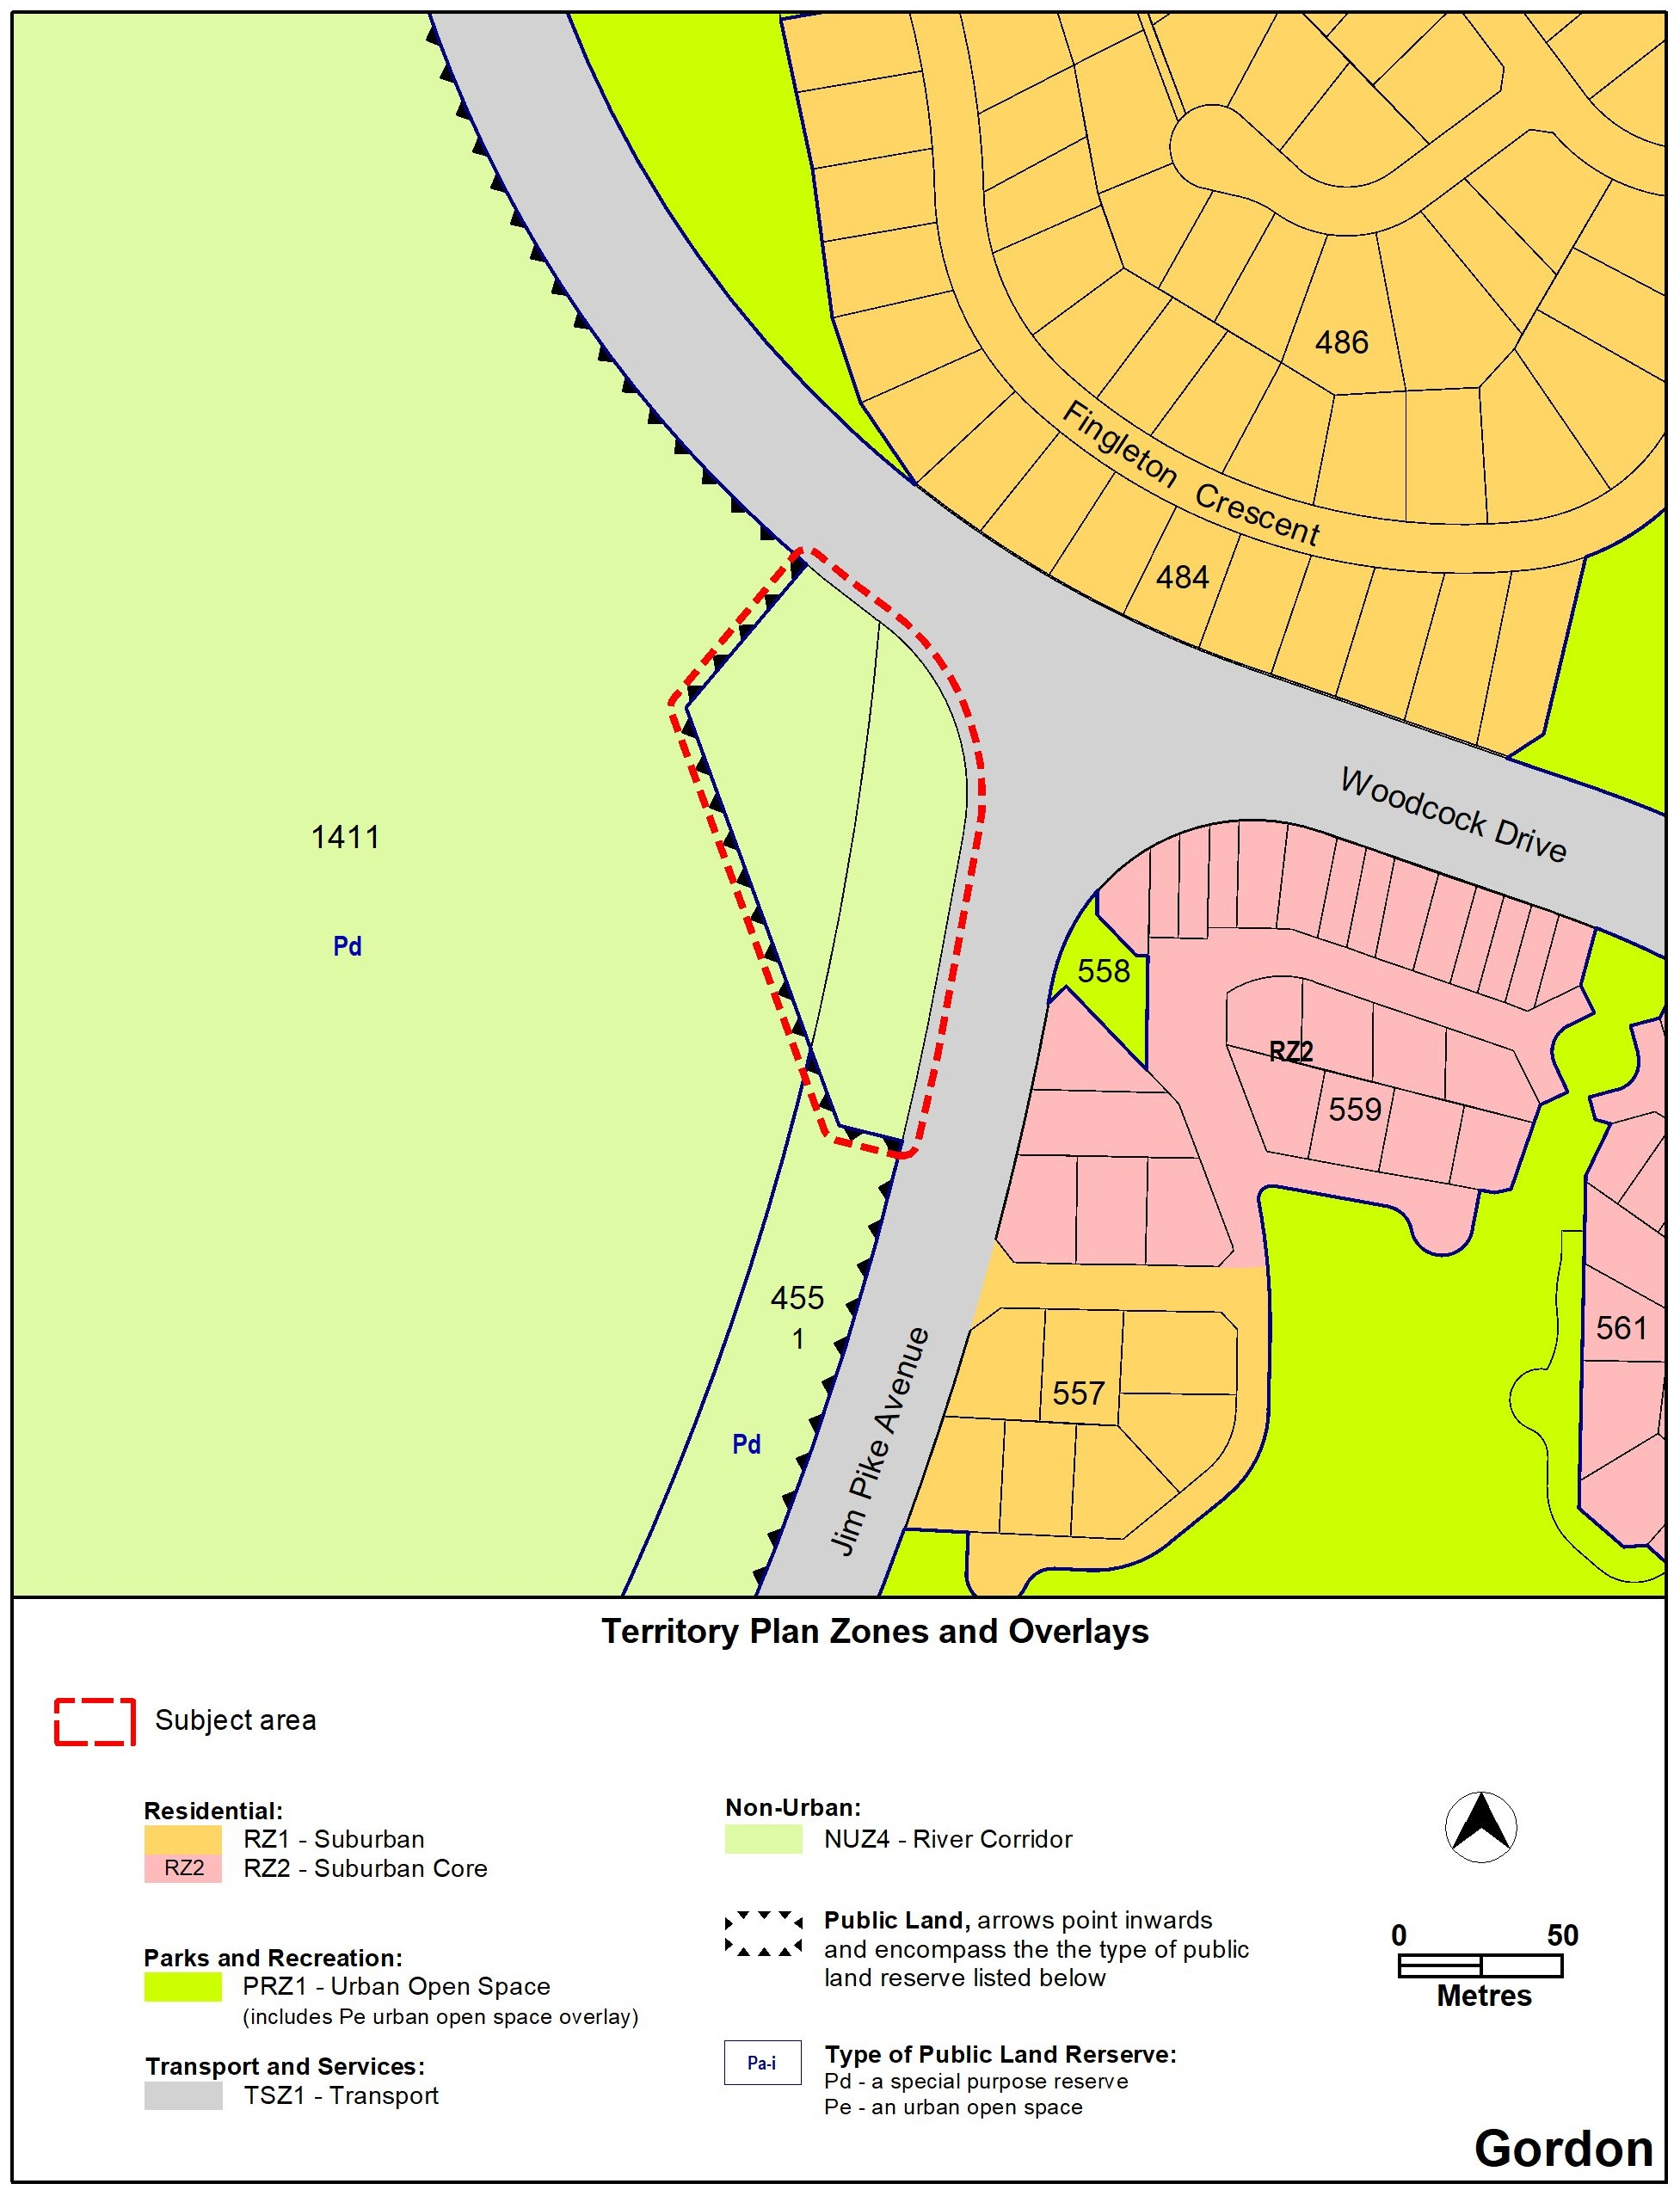 486
Fingleton Crescent
484
Woodcock Drive
1411
Pd
558
RZ2
559
455
1
561
557
Pd
Jim Pike Avenue
Territory Plan Zones and Overlays
Subject area
Residential:
RZ1 - Suburban
RZ2 RZ2 - Suburban Core
Parks and Recreation:
PRZ1 - Urban Open Space
(includes Pe urban open space overlay)
Transport and Services:
TSZ1 - Transport
Non-Urban:
NUZ4 - River Corridor
Public Land, arrows point inwards
and encompass the the type of public
land reserve listed below
Pa-i
Type of Public Land Rerserve:
Pd - a special purpose reserve
Pe - an urban open space
0 50
Metres
Gordon